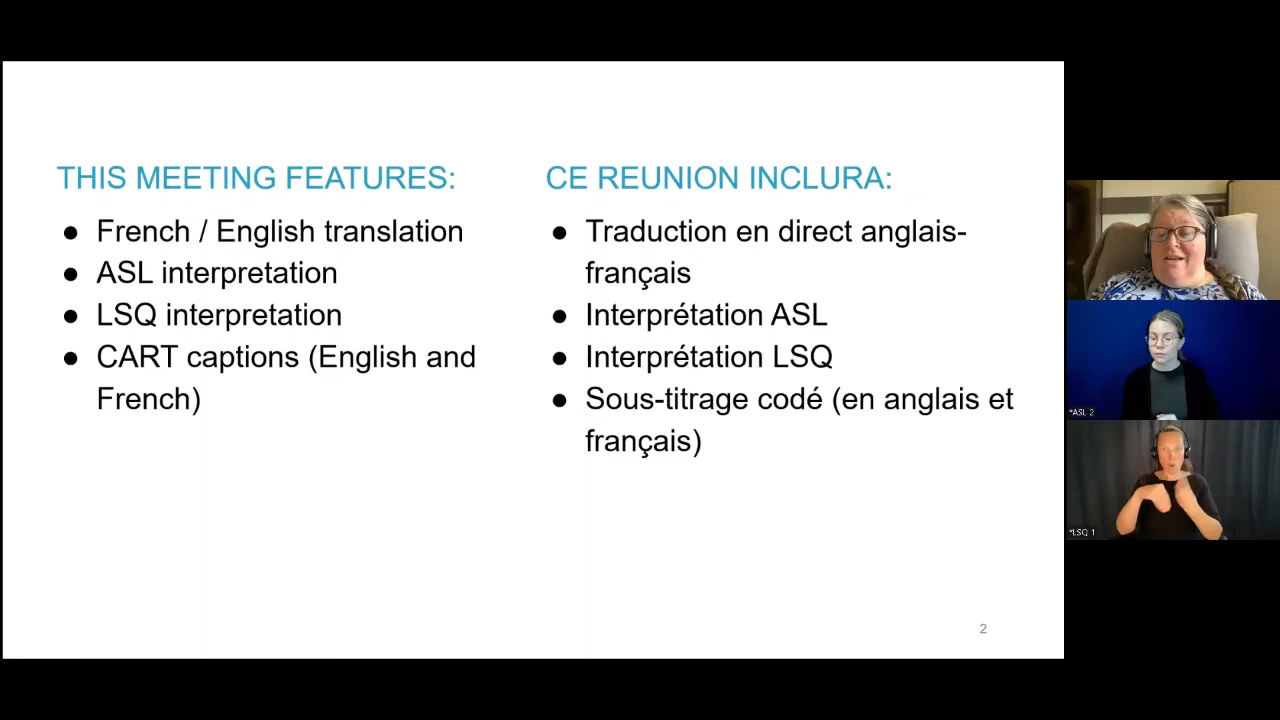 THIS MEETING FEATURES:
● French / English translation
● ASL interpretation
● LSQ interpretation
● CART captions (English and
French)
CE REUNION INCLURA:
● Traduction en direct anglais-
français
● Interprétation ASL
● Interprétation LSQ
● Sous-titrage codé (en anglais et
français)
2
*ASL 2
*LSQ 1